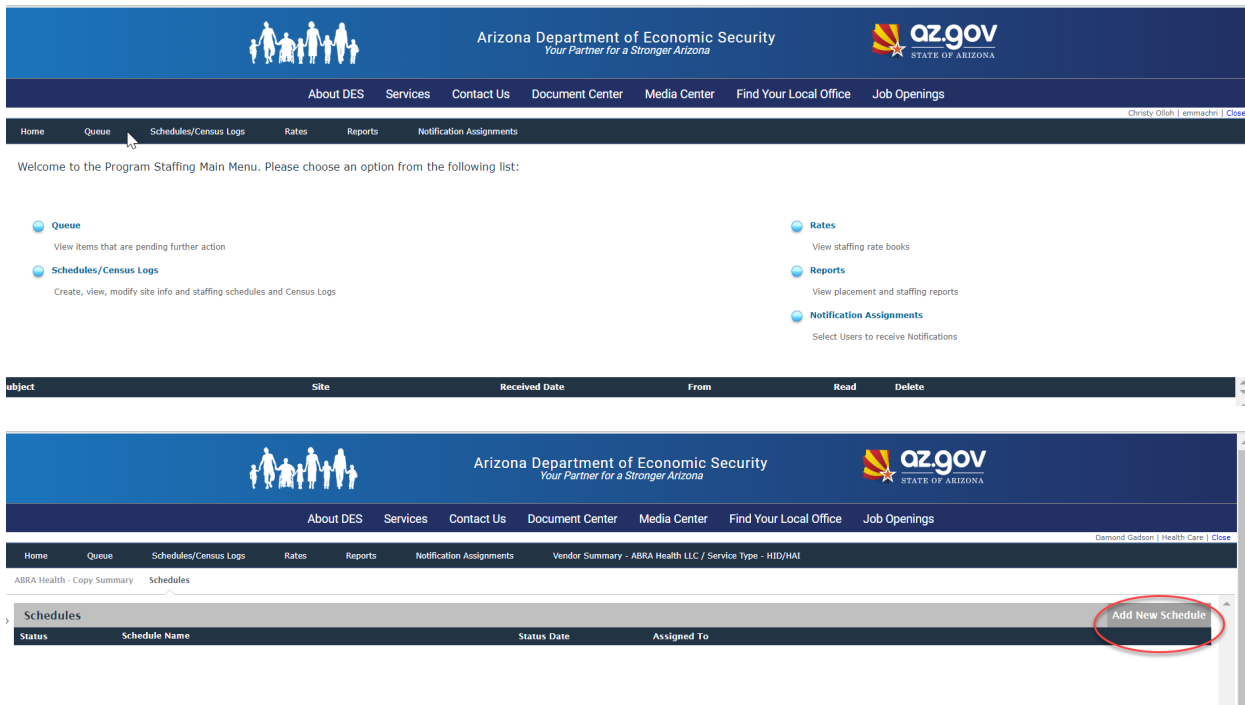 Arizona Department of Economic Security
Your Partner for a Stronger Arizona
az.gov
STATE OF ARIZONA
About DES Services Contact Us Document Center Media Center Find Your Local Office Job Openings
Christy Olloh | emmachri | Close
Home Queue Schedules/Census Logs Rates Reports Notification Assignments
Welcome to the Program Staffing Main Menu. Please choose an option from the following list:
Queue
View items that are pending further action
Schedules/Census Logs
Create, view, modify site info and staffing schedules and Census Logs
Rates
View staffing rate books
Reports
View placement and staffing reports
Notification Assignments
Select Users to receive Notifications
ubject Site Received Date From Read Delete
Arizona Department of Economic Security
Your Partner for a Stronger Arizona
az.gov
STATE OF ARIZONA
About DES Services Contact Us Document Center Media Center Find Your Local Office Job Openings
Damond Gadson | Health Care | Close
Home Queue Schedules/Census Logs Rates Reports Notification Assignments Vendor Summary - ABRA Health LLC / Service Type - HID/HAI
ABRA Health - Copy Summary Schedules
Schedules Add New Schedule
Status Schedule Name Status Date Assigned To